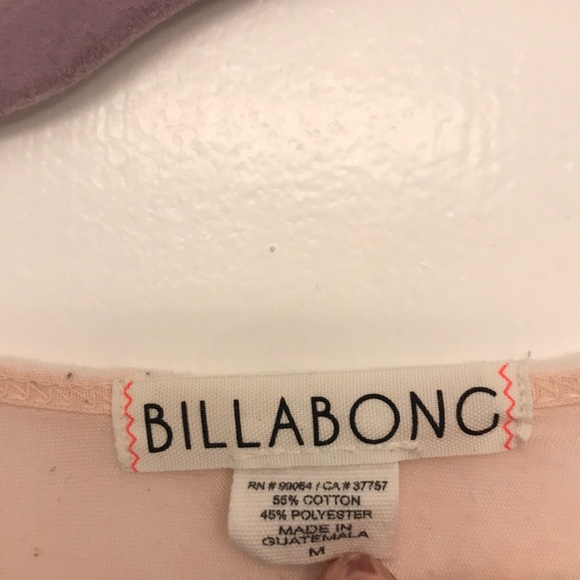 BILLABONG
RN # 99064 / CA # 37757
55% COTTON
45% POLYESTER
MADE IN
GUATEMALA
M